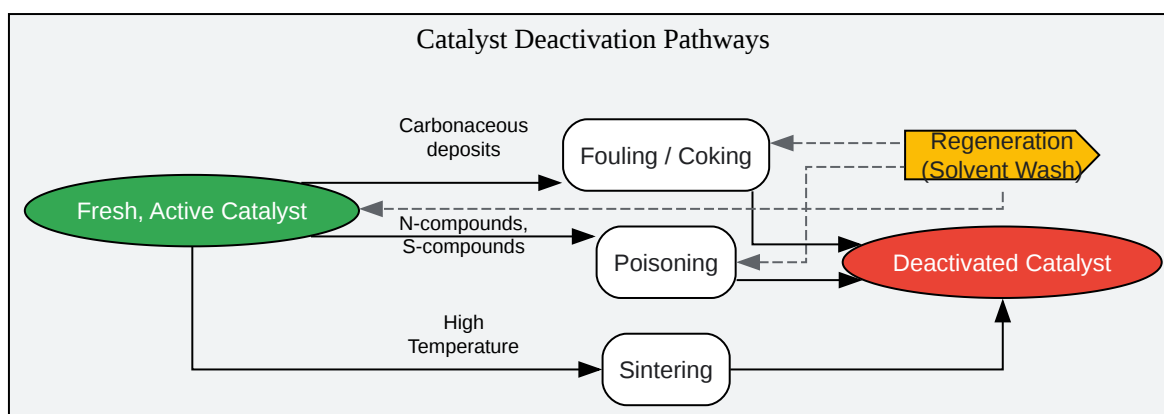 Catalyst Deactivation Pathways
Carbonaceous
deposits
Fouling / Coking
Regeneration
(Solvent Wash)
Fresh, Active Catalyst
N-compounds,
S-compounds
Poisoning
Deactivated Catalyst
High
Temperature
Sintering